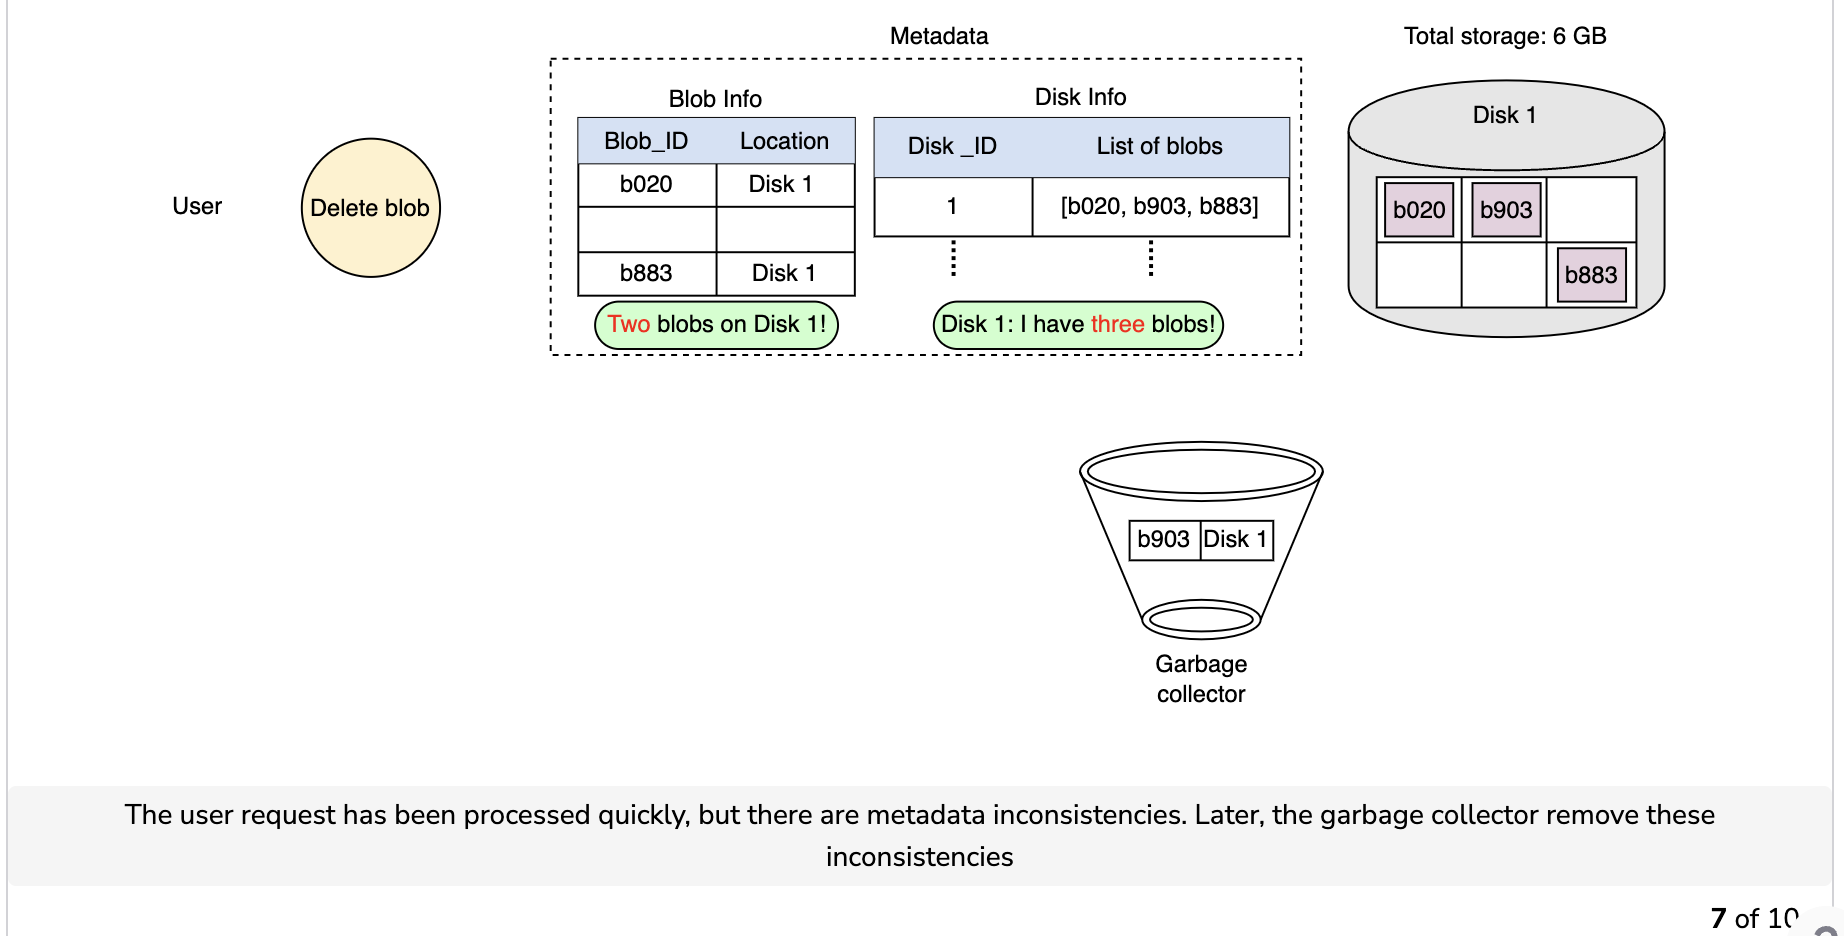 Metadata
Total storage: 6 GB
Blob Info
Disk Info
Disk 1
Blob_ID Location
Disk _ID List of blobs
b020 Disk 1
User
Delete blob
1 [b020, b903, b883]
b020 b903
b883 Disk 1
b883
Two blobs on Disk 1!
Disk 1: I have three blobs!
b903 Disk 1
Garbage
collector
The user request has been processed quickly, but there are metadata inconsistencies. Later, the garbage collector remove these
inconsistencies
7 of 10